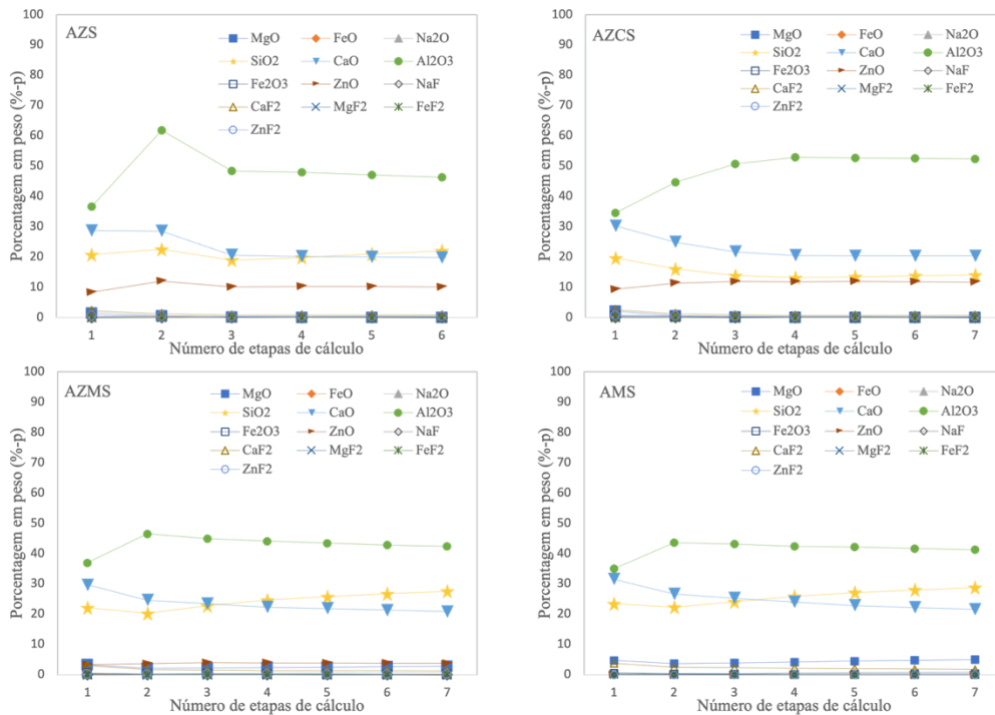 AZS
MgO FeO Na2O
SiO2 CaO Al2O3
Fe2O3 ZnO NaF
CaF2 MgF2 FeF2
ZnF2
Porcentagem em peso (%-p)
100
90
80
70
60
50
40
30
20
10
0
1 2 3 4 5 6
Número de etapas de cálculo
AZCS
MgO FeO Na2O
SiO2 CaO Al2O3
Fe2O3 ZnO NaF
CaF2 MgF2 FeF2
ZnF2
Porcentagem em peso (%-p)
100
90
80
70
60
50
40
30
20
10
0
1 2 3 4 5 6 7
Número de etapas de cálculo
AZMS
MgO FeO Na2O
SiO2 CaO Al2O3
Fe2O3 ZnO NaF
CaF2 MgF2 FeF2
ZnF2
Porcentagem em peso (%-p)
100
90
80
70
60
50
40
30
20
10
0
1 2 3 4 5 6 7
Número de etapas de cálculo
AMS
MgO FeO Na2O
SiO2 CaO Al2O3
Fe2O3 ZnO NaF
CaF2 MgF2 FeF2
ZnF2
Porcentagem em peso (%-p)
100
90
80
70
60
50
40
30
20
10
0
1 2 3 4 5 6 7
Número de etapas de cálculo